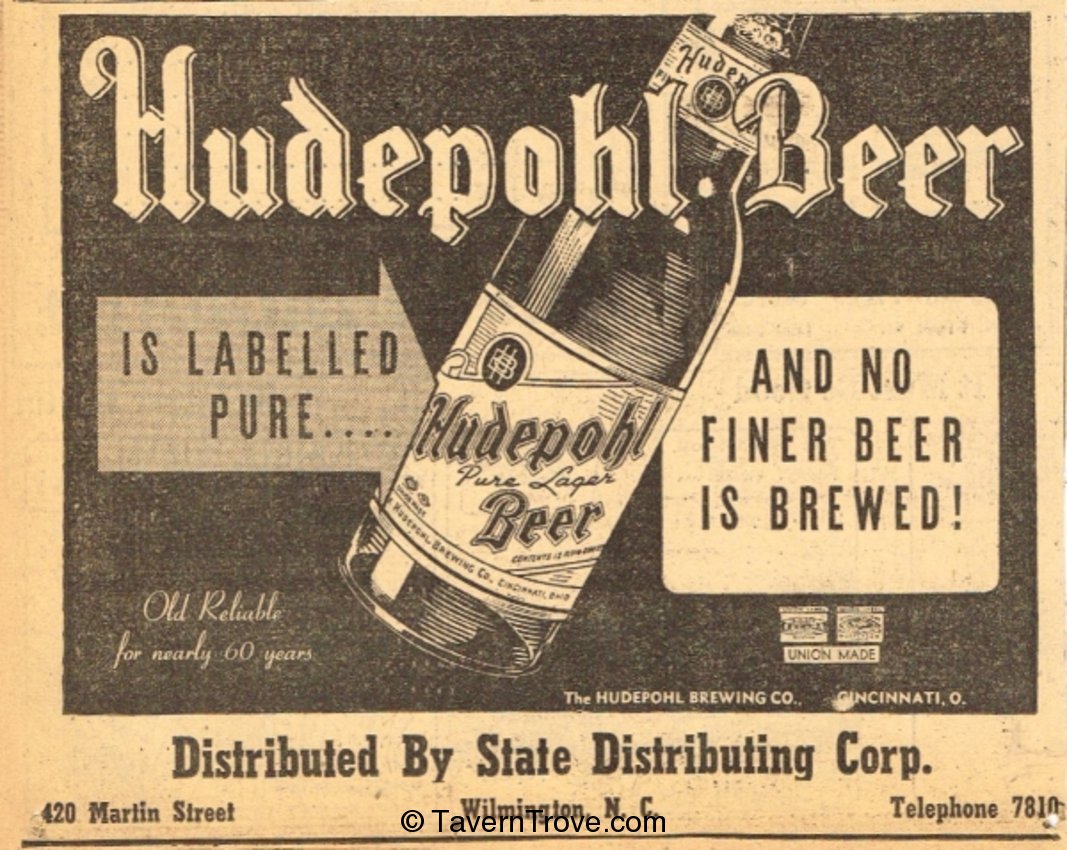 Hudepohl Beer
IS LABELLED
PURE....
AND NO
FINER BEER
IS BREWED!
Hudepohl
Pure Lager
Beer
HUDEPOHL BREWING CO., CINCINNATI, OHIO
Old Reliable
for nearly 60 years
UNION MADE
The HUDEPOHL BREWING CO., CINCINNATI, O.
Distributed By State Distributing Corp.
420 Martin Street Wilmington, N. C. Telephone 7810
© TavernTrove.com